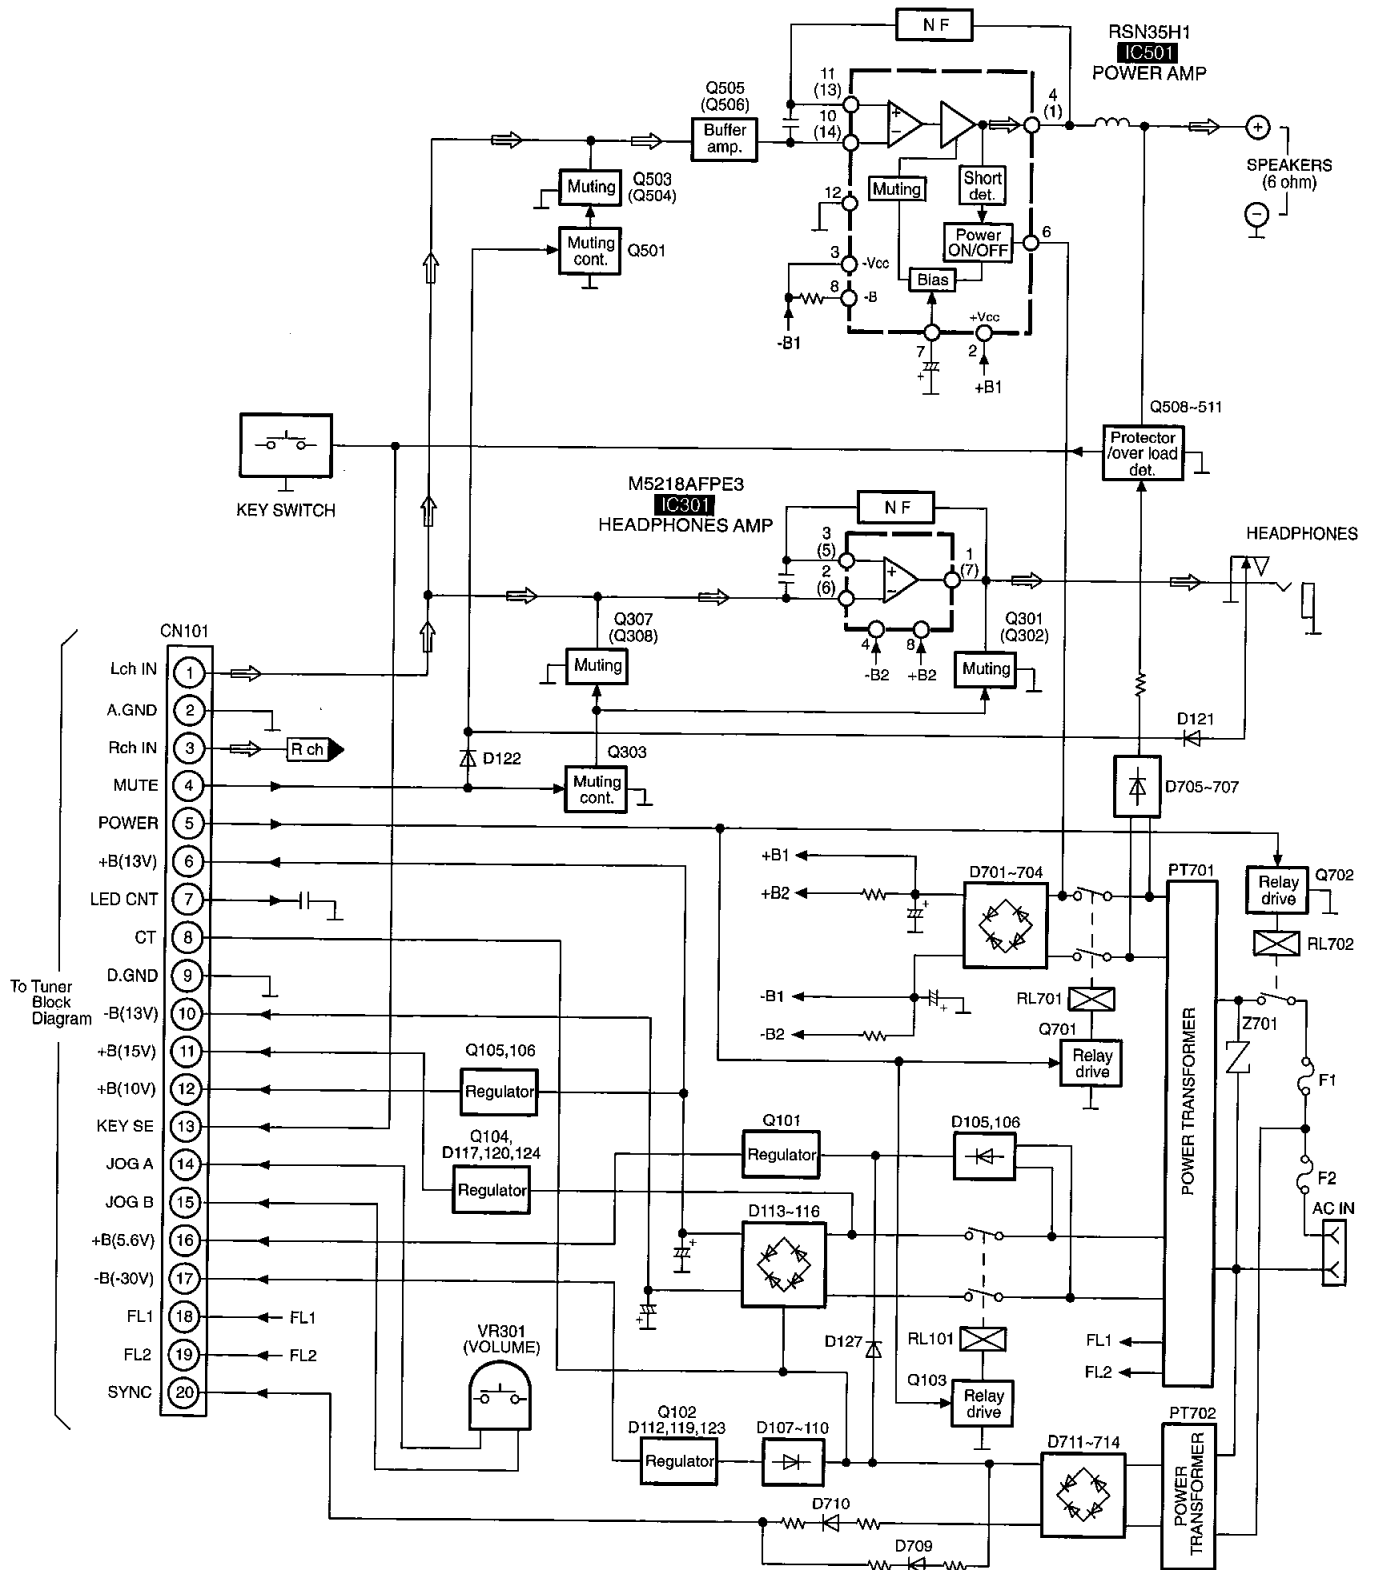 N F
RSN35H1
IC501
POWER AMP
11
(13)
10
(14)
4
(1)
Q505
(Q506)
Buffer
amp.
+
−
+
SPEAKERS
(6 ohm)
−
Muting
Q503
(Q504)
Muting
cont.
Q501
12
Muting
Short
det.
Power
ON/OFF
6
3
-Vcc
8
-B
Bias
-B1
+Vcc
7
2
+
+B1
Q508~511
Protector
/over load
det.
KEY SWITCH
M5218AFPE3
IC301
HEADPHONES AMP
N F
3
(5)
2
(6)
1
(7)
+
−
HEADPHONES
Q307
(Q308)
Muting
4
8
-B2
+B2
Q301
(Q302)
Muting
CN101
Lch IN
1
A.GND
2
Rch IN
3
R ch
D122
Q303
Muting
cont.
D121
MUTE
4
D705~707
POWER
5
+B(13V)
6
+B1
+B2
+
D701~704
PT701
POWER TRANSFORMER
Relay
drive
Q702
RL702
LED CNT
7
CT
8
D.GND
9
To Tuner
Block
Diagram
-B(13V)
10
-B1
+
-B2
RL701
Q701
Relay
drive
Z701
F1
+B(15V)
11
Q105,106
Regulator
+B(10V)
12
KEY SE
13
Q104,
D117,120,124
Regulator
Q101
Regulator
D105,106
F2
AC IN
JOG A
14
JOG B
15
D113~116
+B(5.6V)
16
+
-B(-30V)
17
+
FL1
18
FL1
VR301
(VOLUME)
D127
RL101
FL1
FL2
FL2
19
FL2
SYNC
20
Q103
Relay
drive
Q102
D112,119,123
Regulator
D107~110
D711~714
PT702
POWER
TRANSFORMER
D710
D709